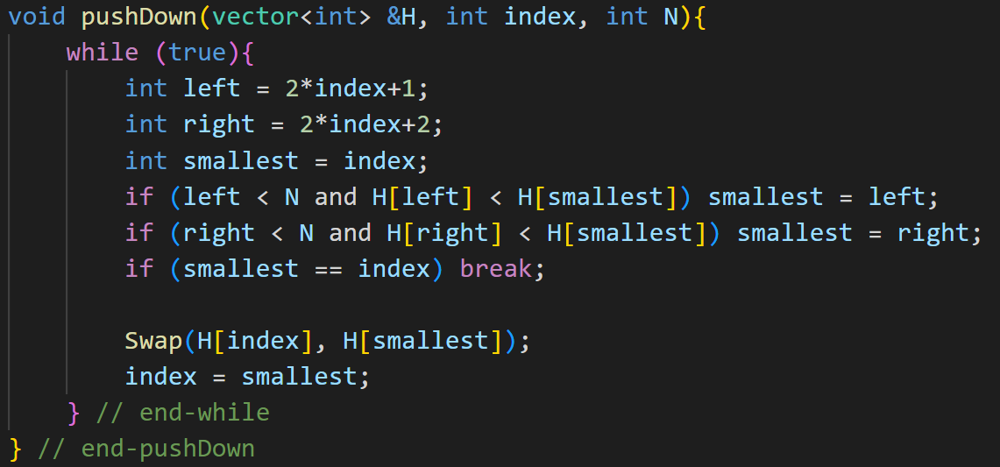 void pushDown(vector<int> &H, int index, int N){
    while (true){
        int left = 2*index+1;
        int right = 2*index+2;
        int smallest = index;
        if (left < N and H[left] < H[smallest]) smallest = left;
        if (right < N and H[right] < H[smallest]) smallest = right;
        if (smallest == index) break;

        Swap(H[index], H[smallest]);
        index = smallest;
    } // end-while
} // end-pushDown